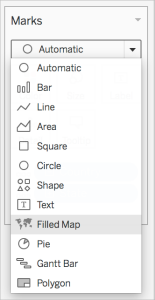 Marks
Automatic
Automatic
Bar
Line
Area
Square
Circle
Shape
T Text
Filled Map
Pie
Gantt Bar
Polygon